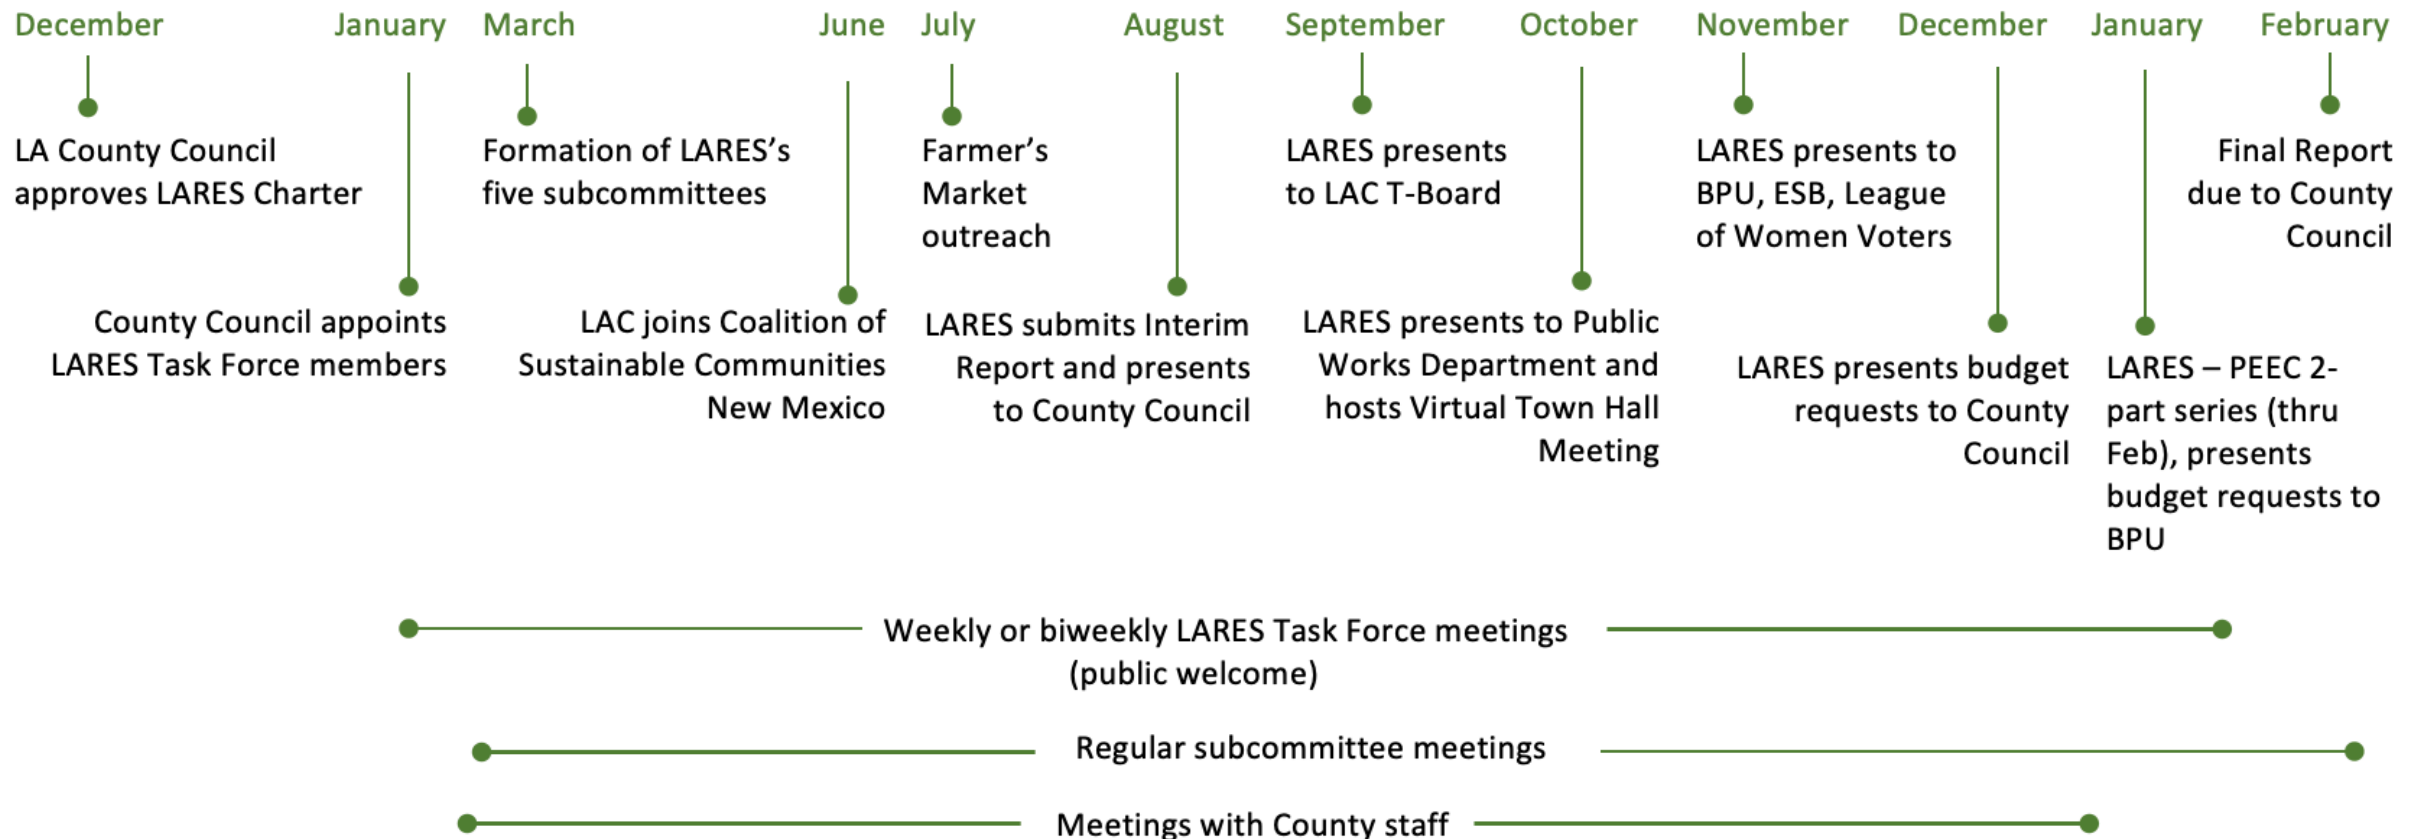 December
January
March
June
July
August
September
October
November
December
January
February
LA County Council
approves LARES Charter
Formation of LARES’s
five subcommittees
Farmer’s
Market
outreach
LARES presents
to LAC T-Board
LARES presents to
BPU, ESB, League
of Women Voters
Final Report
due to County
Council
County Council appoints
LARES Task Force members
LAC joins Coalition of
Sustainable Communities
New Mexico
LARES submits Interim
Report and presents
to County Council
LARES presents to Public
Works Department and
hosts Virtual Town Hall
Meeting
LARES presents budget
requests to County
Council
LARES – PEEC 2-
part series (thru
Feb), presents
budget requests to
BPU
Weekly or biweekly LARES Task Force meetings
(public welcome)
Regular subcommittee meetings
Meetings with County staff